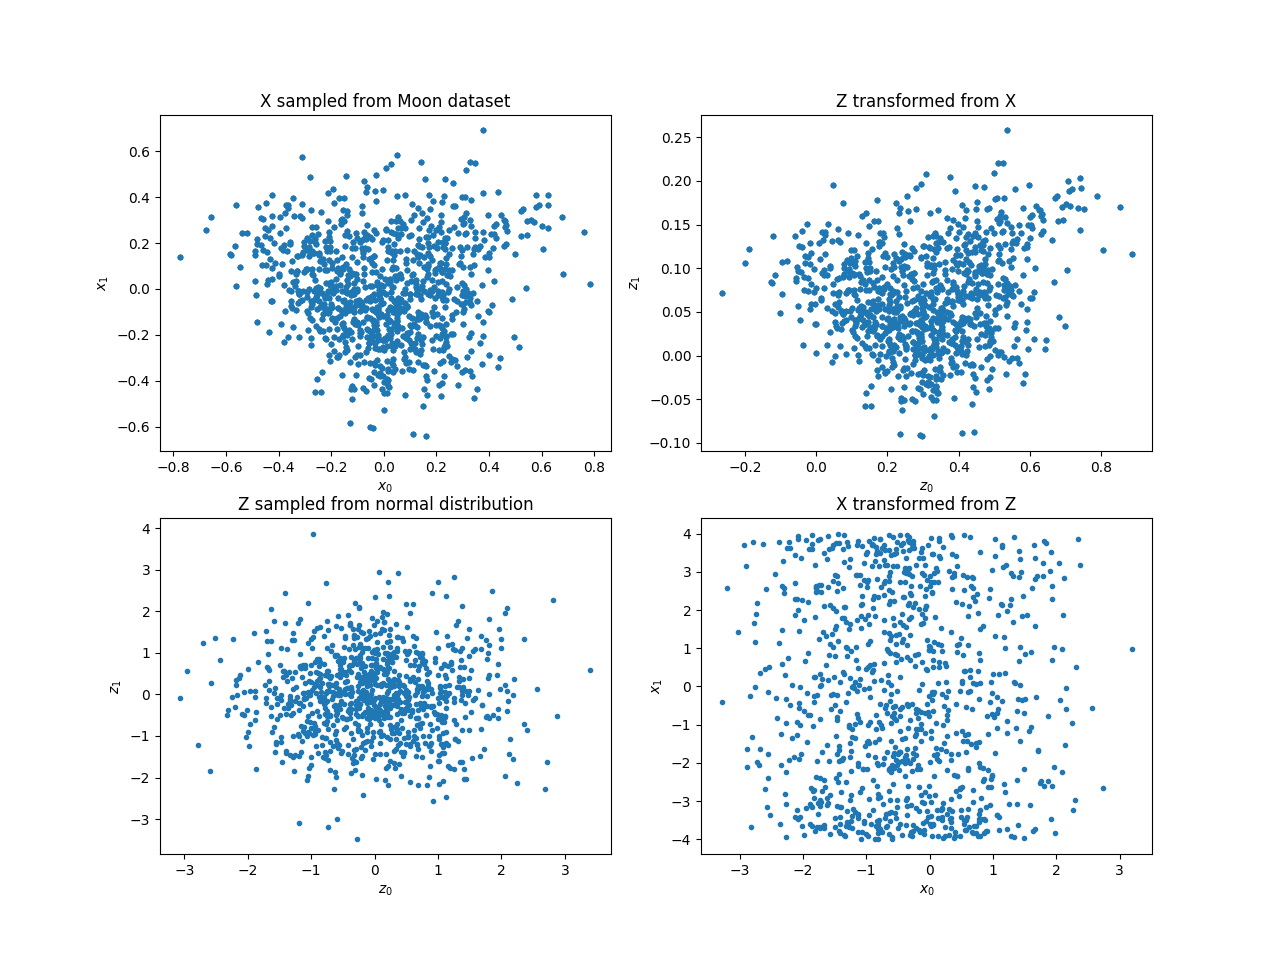 X sampled from Moon dataset
0.6
0.4
0.2
0.0
−0.2
−0.4
−0.6
x₁
−0.8 −0.6 −0.4 −0.2 0.0 0.2 0.4 0.6 0.8
x₀
Z transformed from X
0.25
0.20
0.15
0.10
0.05
0.00
−0.05
−0.10
z₁
−0.2 0.0 0.2 0.4 0.6 0.8
z₀
Z sampled from normal distribution
4
3
2
1
0
−1
−2
−3
z₁
−3 −2 −1 0 1 2 3
z₀
X transformed from Z
4
3
2
1
0
−1
−2
−3
−4
x₁
−3 −2 −1 0 1 2 3
x₀